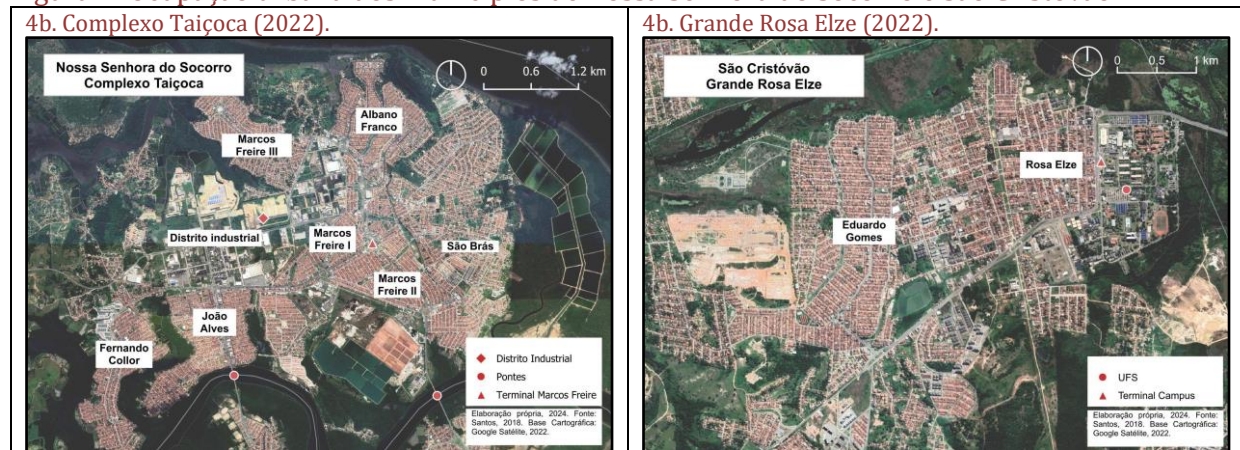 4b. Complexo Taiçoca (2022).
4b. Grande Rosa Elze (2022).
Nossa Senhora do Socorro
Complexo Taiçoca
0 0.6 1.2 km
Albano
Franco
Marcos
Freire III
Distrito industrial
Marcos
Freire I
São Brás
Marcos
Freire II
João
Alves
Fernando
Collor
Distrito Industrial
Pontes
Terminal Marcos Freire
Elaboração própria, 2024. Fonte:
Santos, 2018. Base Cartográfica:
Google Satélite, 2022.
São Cristóvão
Grande Rosa Elze
0 0.5 1 km
Rosa Elze
Eduardo
Gomes
UFS
Terminal Campus
Elaboração própria, 2024. Fonte:
Santos, 2018. Base Cartográfica:
Google Satélite, 2022.